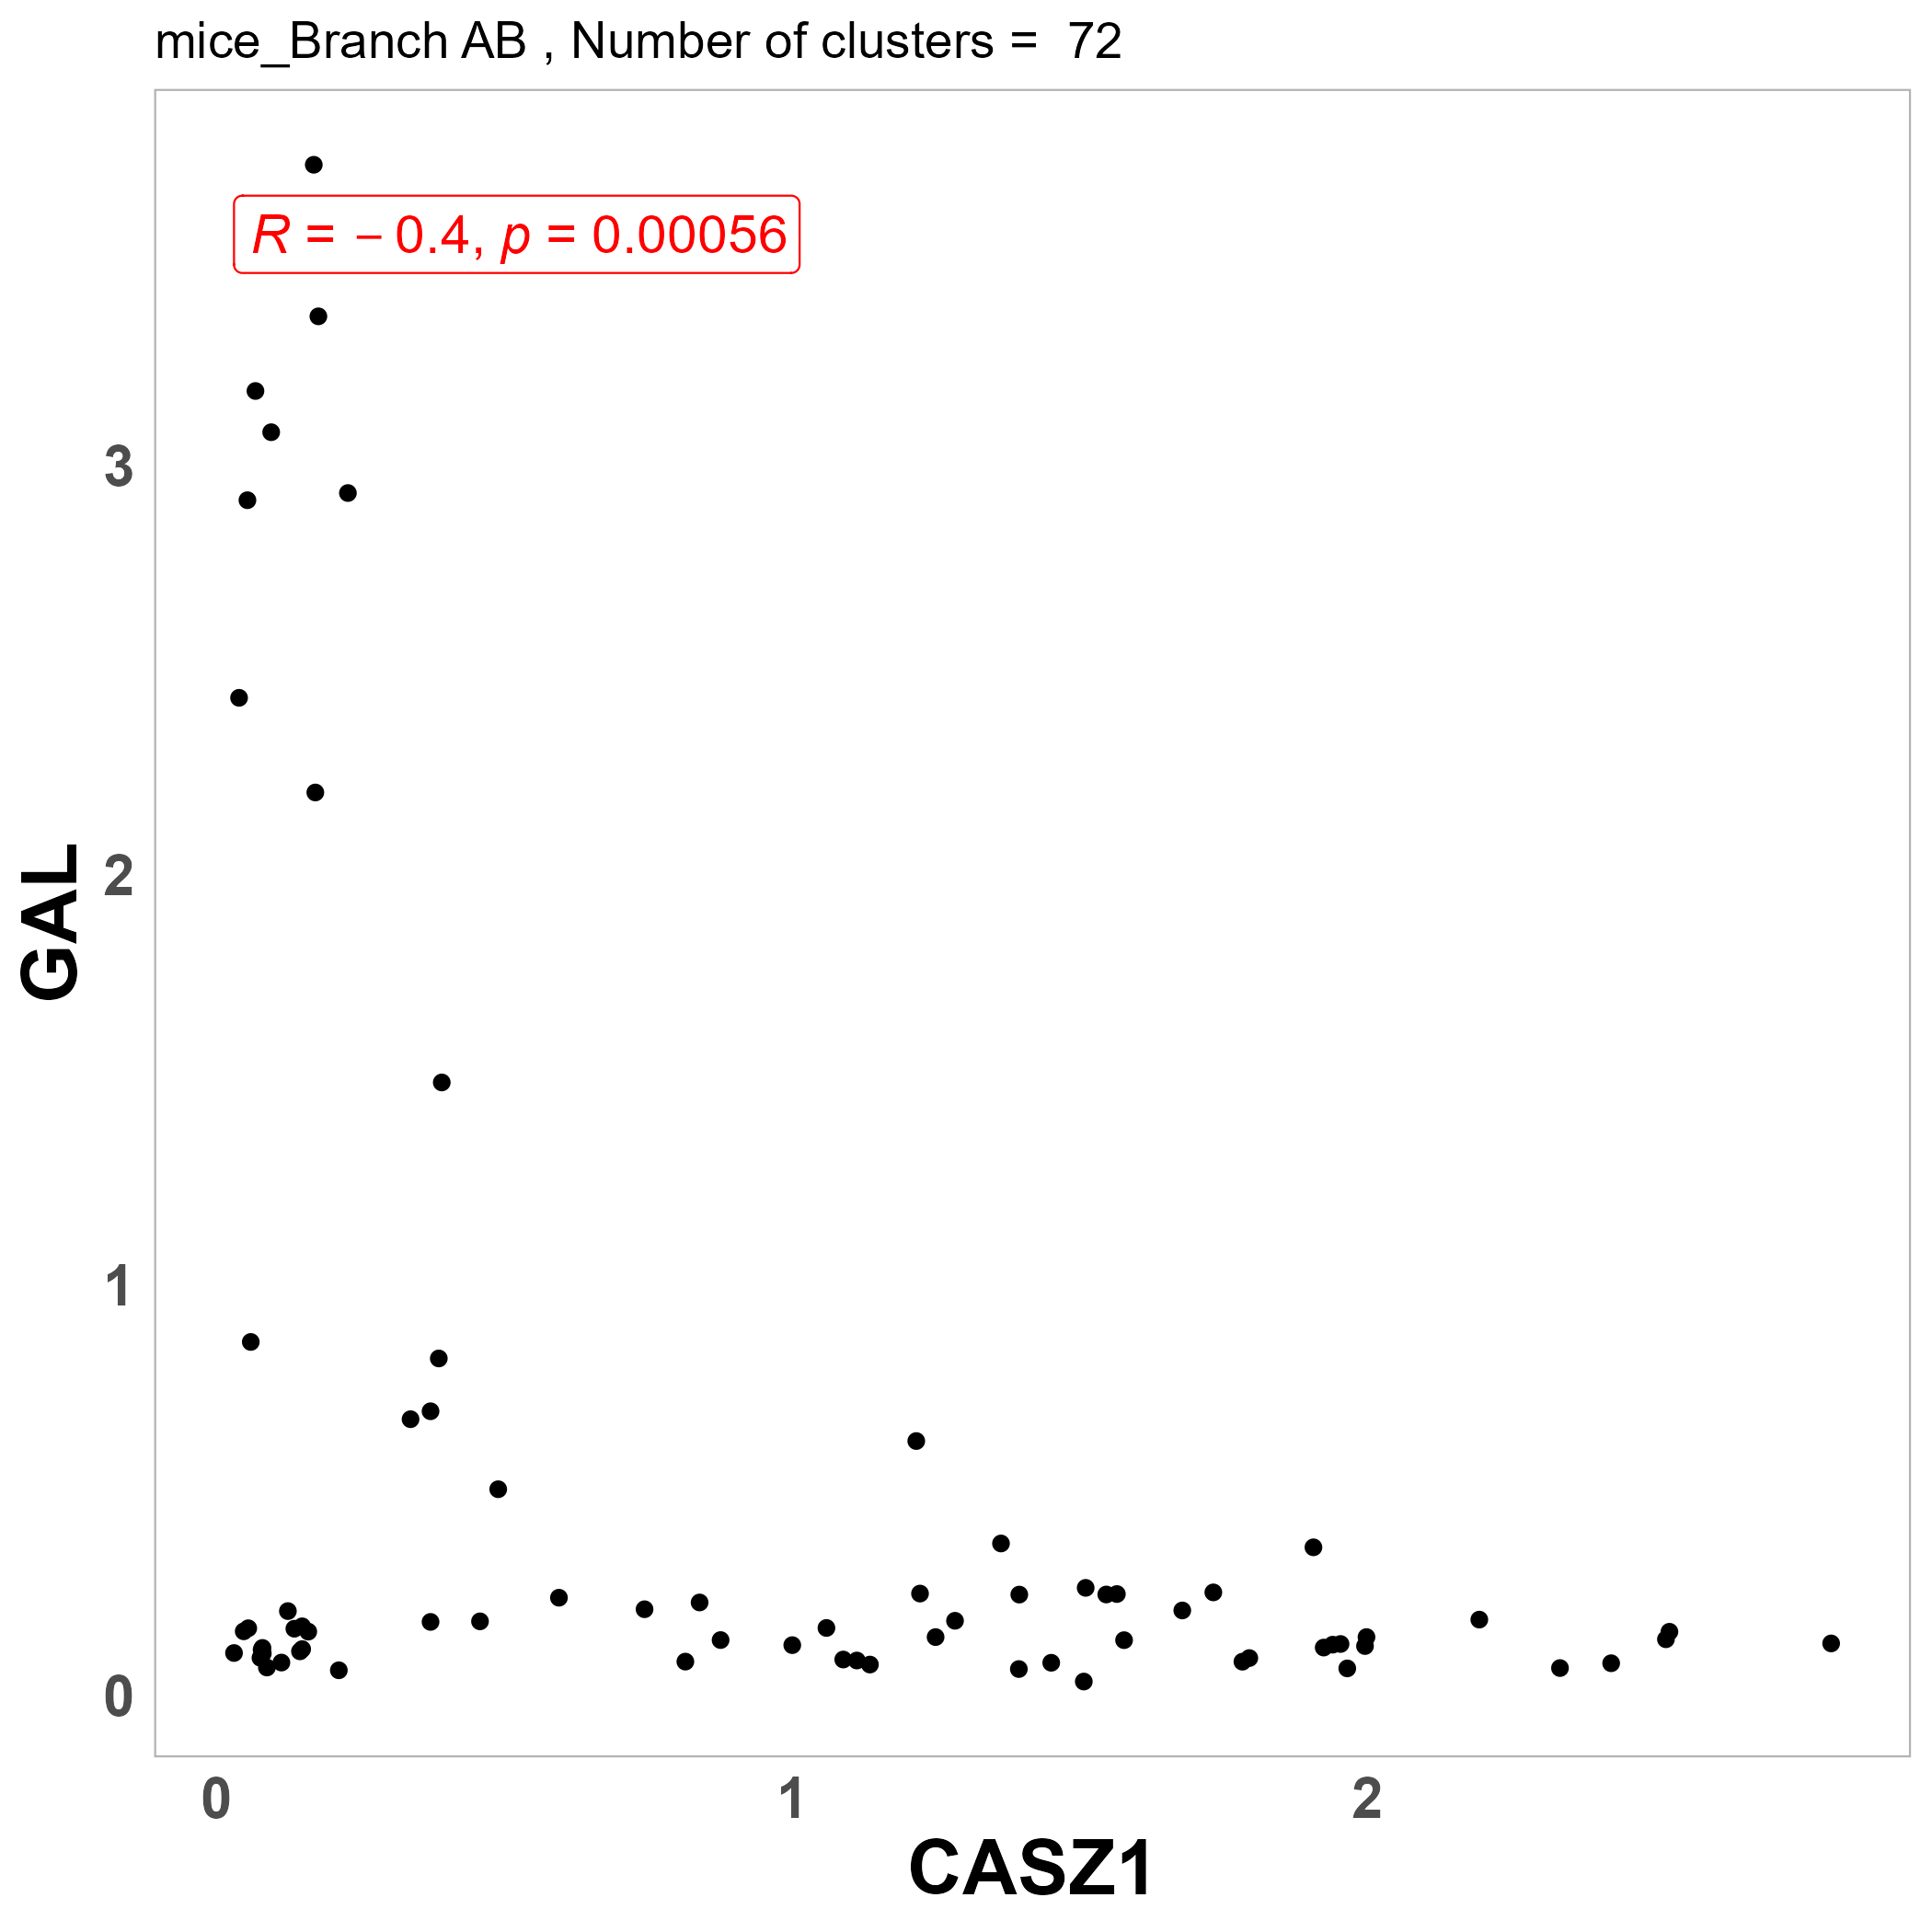 mice_Branch AB , Number of clusters = 72
R = − 0.4, p = 0.00056
3
2
1
0
GAL
0 1 2
CASZ1